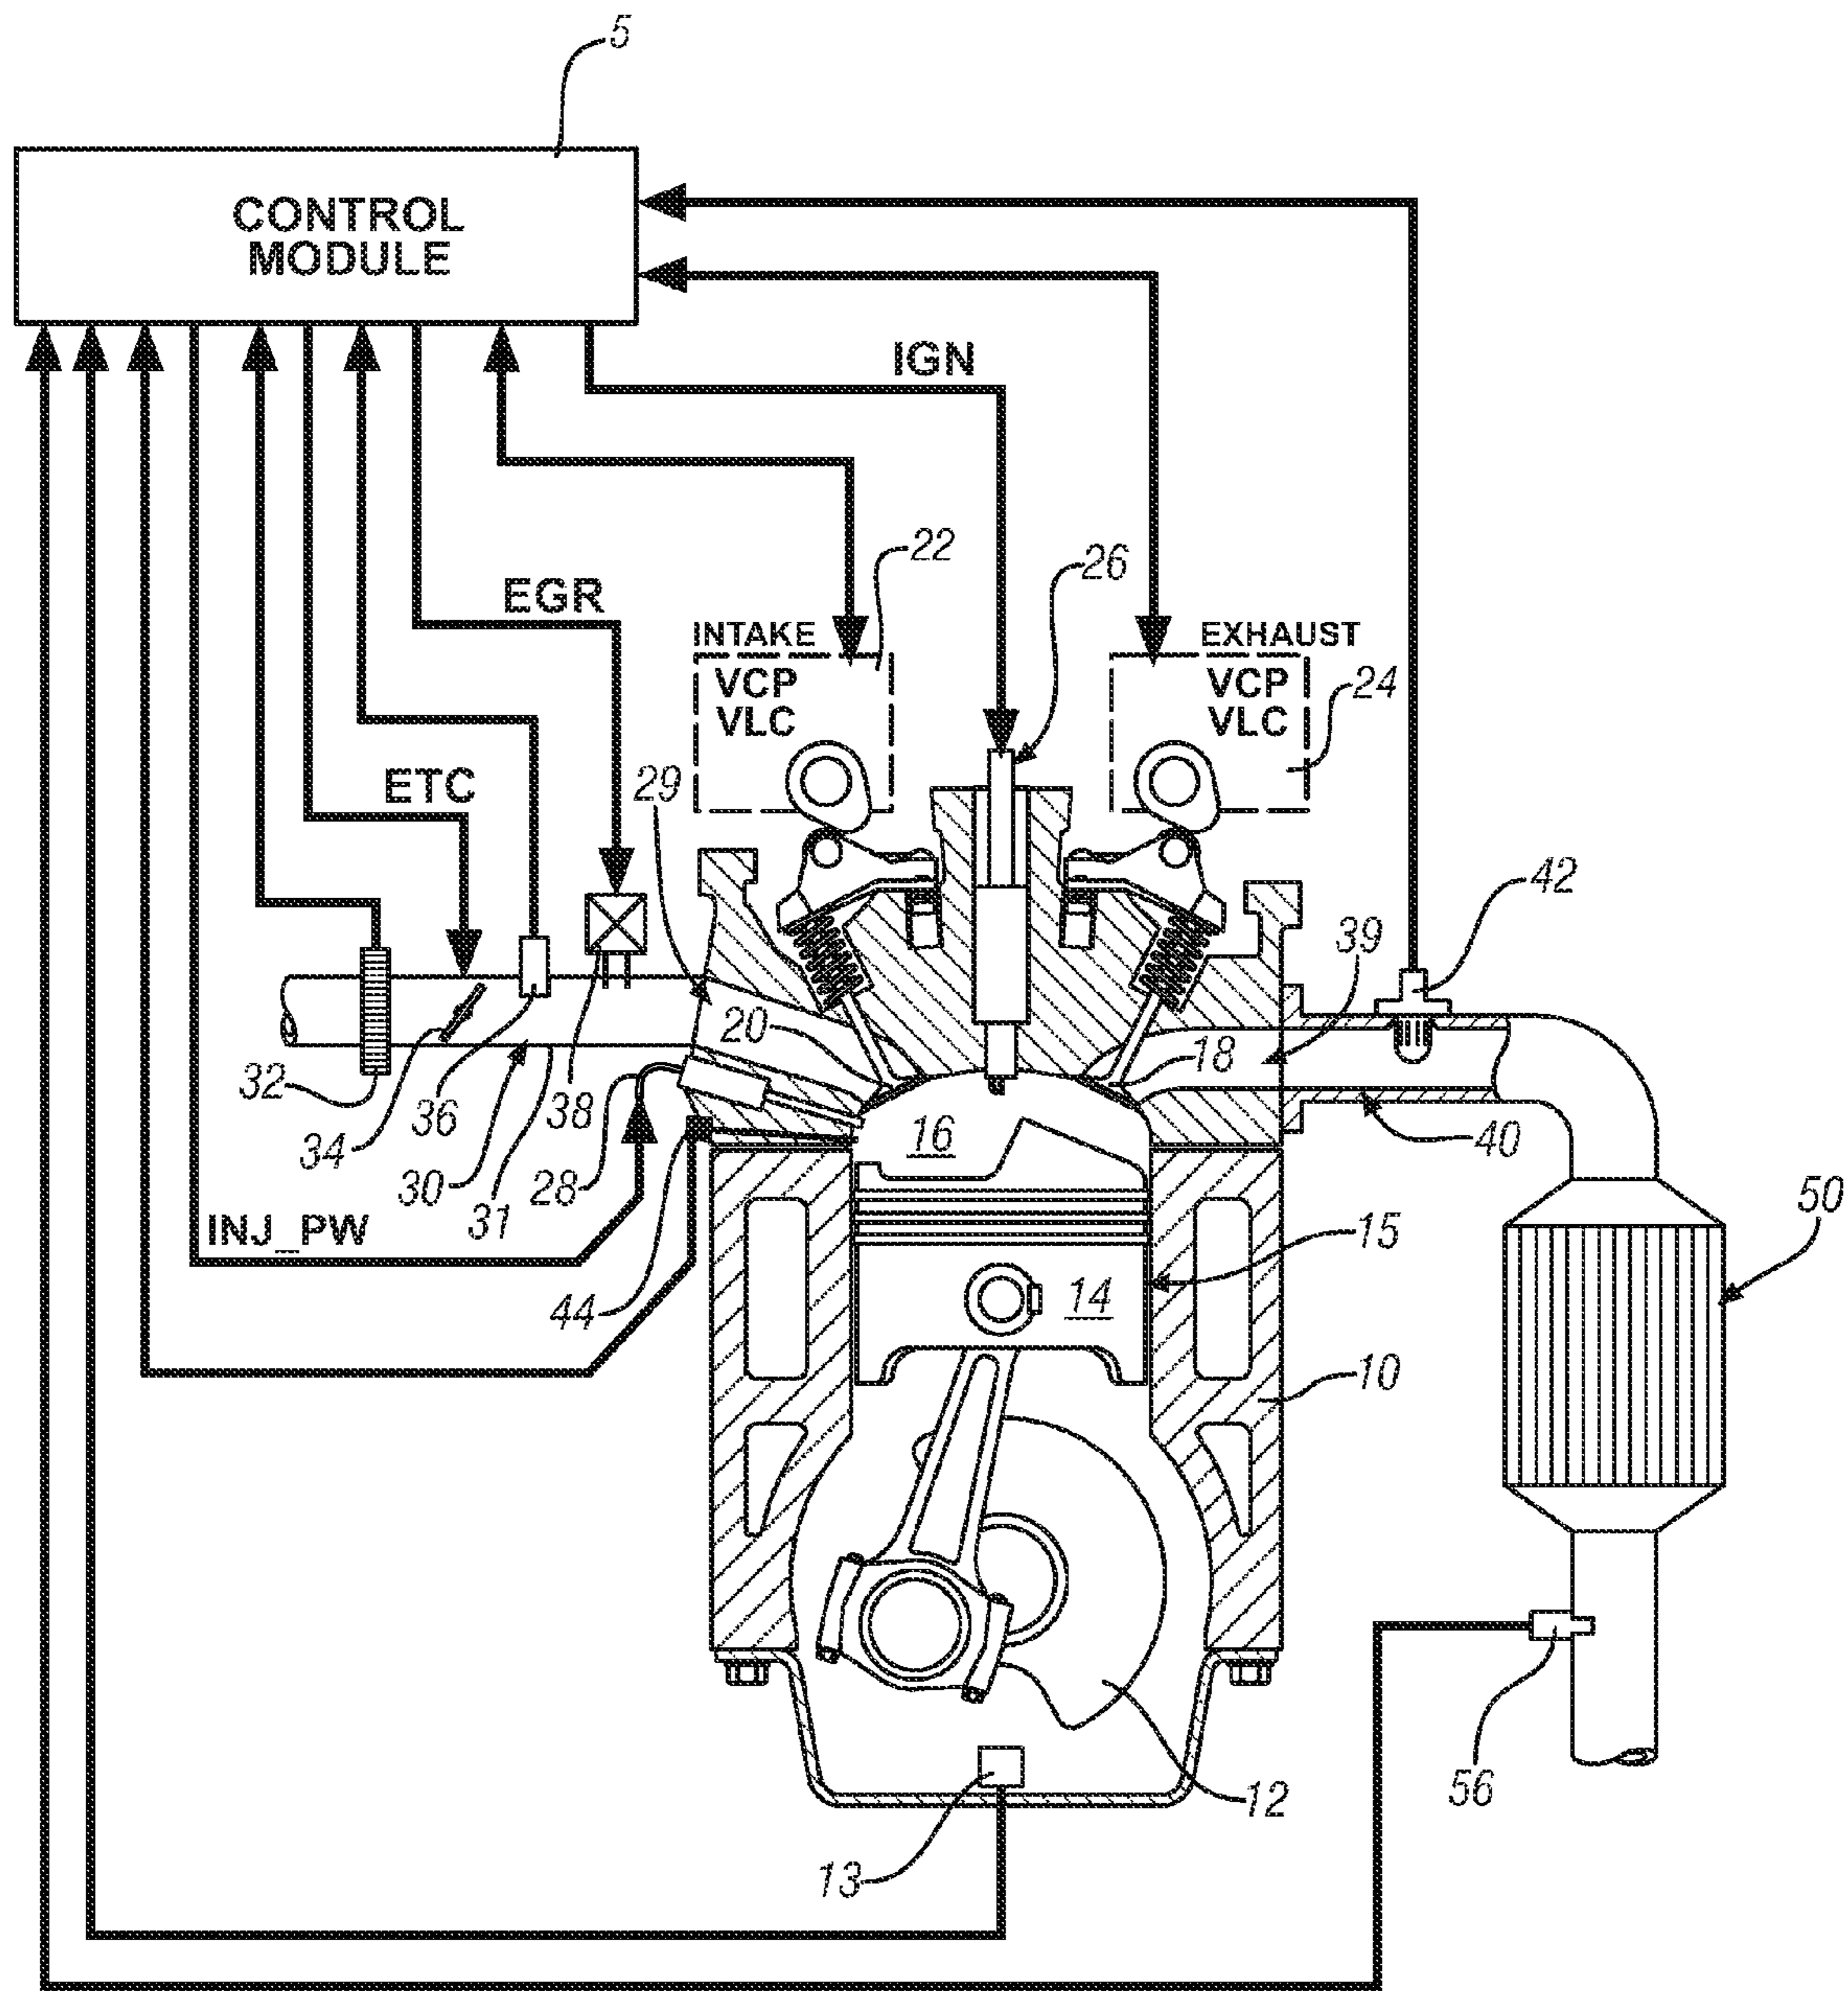 5
CONTROL
MODULE
IGN
22
26
EGR
INTAKE
EXHAUST
VCP
VLC
VCP
VLC
24
ETC
29
42
39
20
18
32
34
36
38
28
16
40
30
31
28
44
INJ_PW
50
15
14
10
56
12
13